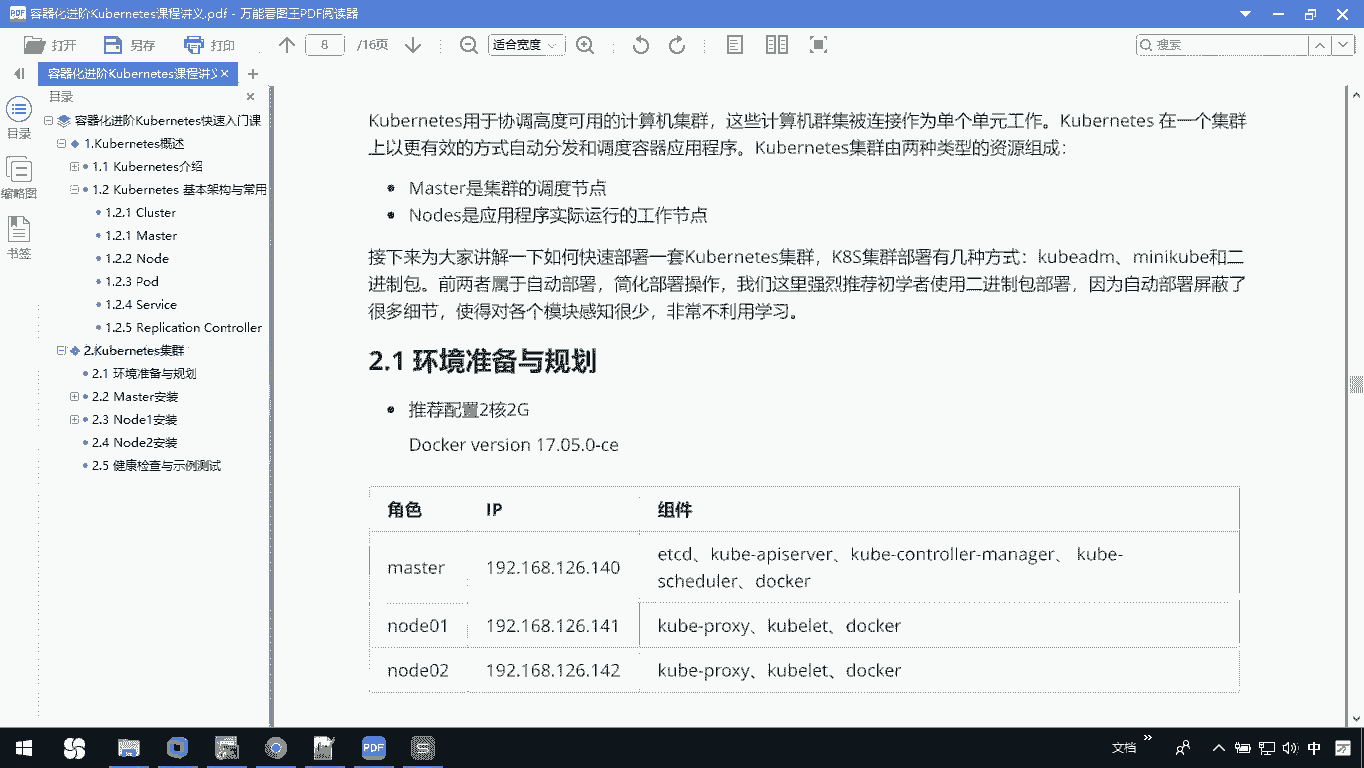 容器化进阶Kubernetes课程讲义.pdf - 万能看图王PDF阅读器
打开 另存 打印 8 /16页 适合宽度 搜索
容器化进阶Kubernetes课程讲义
目录
目录
缩略图
书签
容器化进阶Kubernetes快速入门课
1.Kubernetes概述
1.1 Kubernetes介绍
1.2 Kubernetes 基本架构与常用
1.2.1 Cluster
1.2.1 Master
1.2.2 Node
1.2.3 Pod
1.2.4 Service
1.2.5 Replication Controller
2.Kubernetes集群
2.1 环境准备与规划
2.2 Master安装
2.3 Node1安装
2.4 Node2安装
2.5 健康检查与示例测试
Kubernetes用于协调高度可用的计算机集群，这些计算机群集被连接作为单个单元工作。Kubernetes 在一个集群
上以更有效的方式自动分发和调度容器应用程序。Kubernetes集群由两种类型的资源组成：
Master是集群的调度节点
Nodes是应用程序实际运行的工作节点
接下来为大家讲解一下如何快速部署一套Kubernetes集群，K8S集群部署有几种方式：kubeadm、minikube和二
进制包。前两者属于自动部署，简化部署操作，我们这里强烈推荐初学者使用二进制包部署，因为自动部署屏蔽了
很多细节，使得对各个模块感知很少，非常不利用学习。
2.1 环境准备与规划
推荐配置2核2G
Docker version 17.05.0-ce
角色 IP 组件
master 192.168.126.140 etcd、kube-apiserver、kube-controller-manager、 kube-
scheduler、docker
node01 192.168.126.141 kube-proxy、kubelet、docker
node02 192.168.126.142 kube-proxy、kubelet、docker
PDF
文档
中